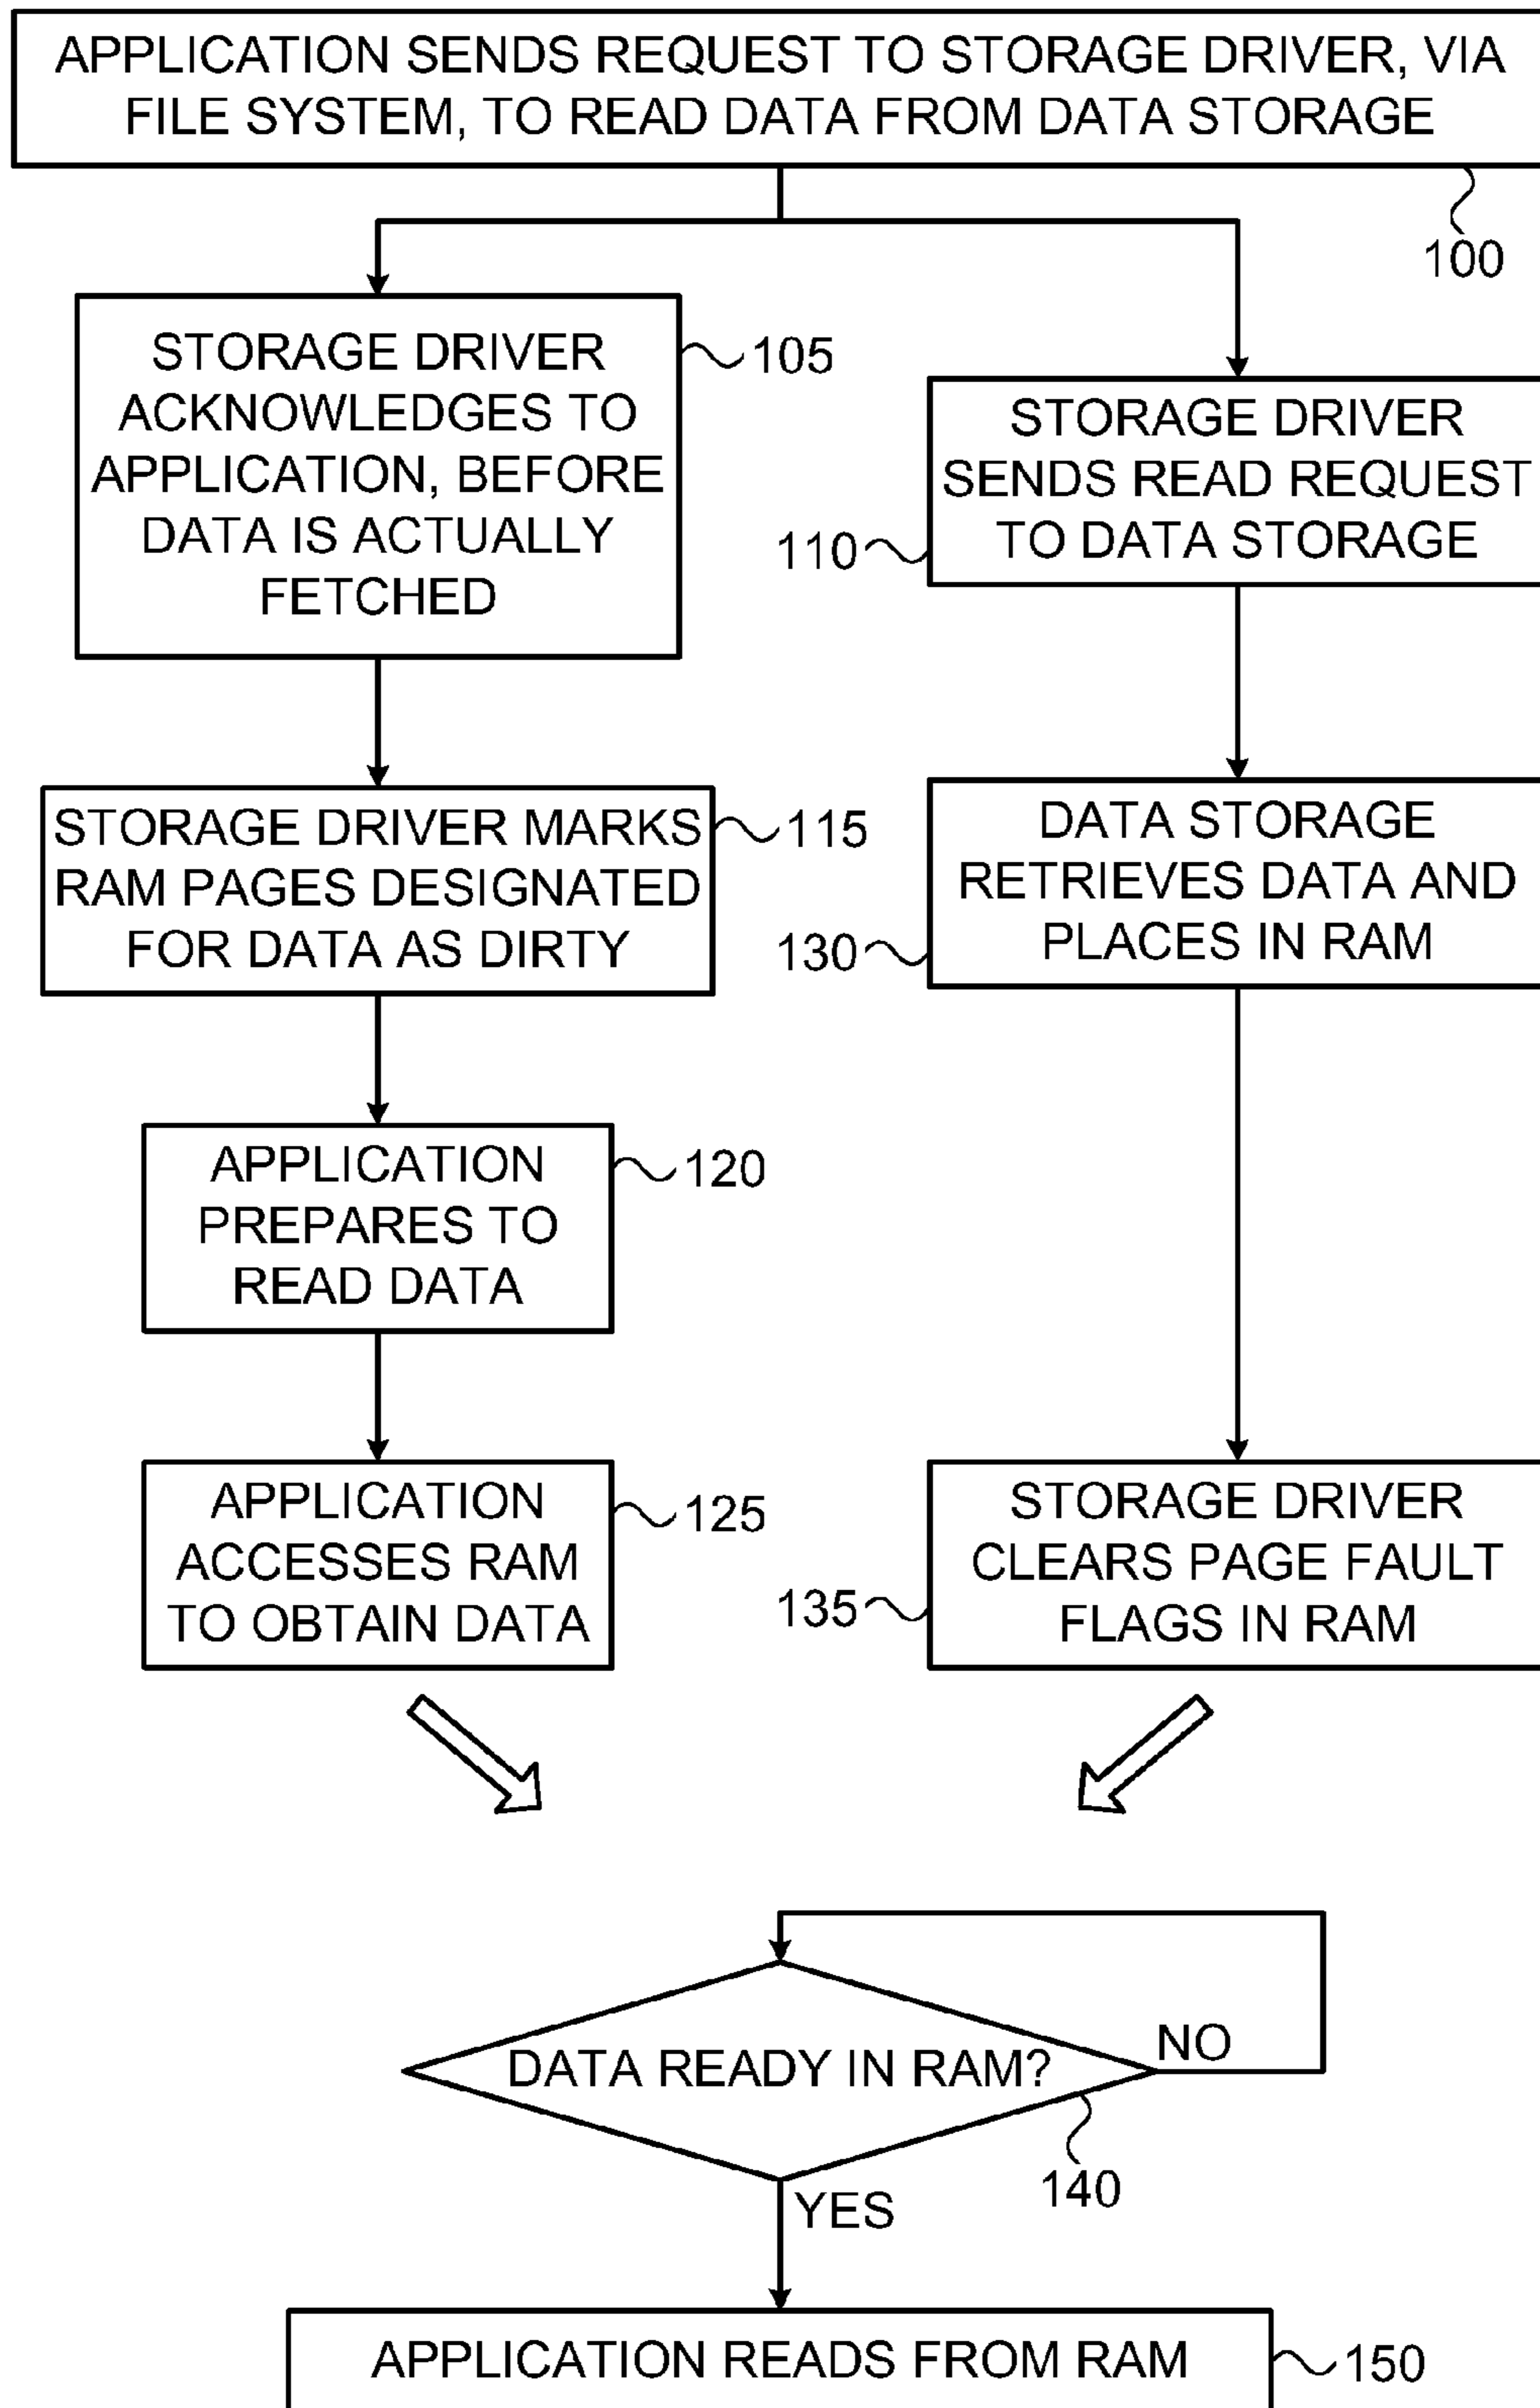 APPLICATION SENDS REQUEST TO STORAGE DRIVER, VIA
FILE SYSTEM, TO READ DATA FROM DATA STORAGE
100
STORAGE DRIVER
ACKNOWLEDGES TO
APPLICATION, BEFORE
DATA IS ACTUALLY
FETCHED
105
STORAGE DRIVER
SENDS READ REQUEST
TO DATA STORAGE
110
STORAGE DRIVER MARKS
RAM PAGES DESIGNATED
FOR DATA AS DIRTY
115
DATA STORAGE
RETRIEVES DATA AND
PLACES IN RAM
130
APPLICATION
PREPARES TO
READ DATA
120
APPLICATION
ACCESSES RAM
TO OBTAIN DATA
125
STORAGE DRIVER
CLEARS PAGE FAULT
FLAGS IN RAM
135
DATA READY IN RAM?
NO
140
YES
APPLICATION READS FROM RAM
150